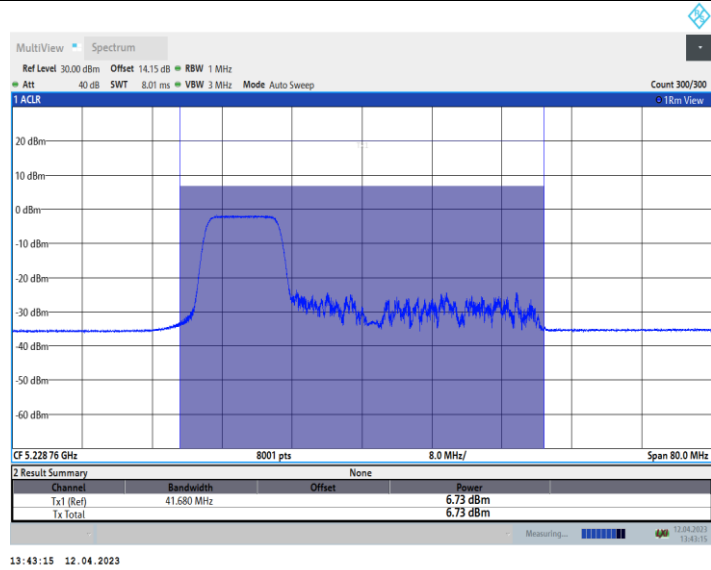 R&S
MultiView Spectrum
Ref Level 30.00 dBm Offset 14.15 dB RBW 1 MHz
Att 40 dB SWT 8.01 ms VBW 3 MHz Mode Auto Sweep Count 300/300
1 ACLR 1Rm View
20 dBm
10 dBm
0 dBm
-10 dBm
-20 dBm
-30 dBm
-40 dBm
-50 dBm
-60 dBm
CF 5.22876 GHz 8001 pts 8.0 MHz/ Span 80.0 MHz
2 Result Summary None
Channel Bandwidth Offset Power
Tx1 (Ref) 41.680 MHz 6.73 dBm
Tx Total 6.73 dBm
Measuring... 12.04.2023
13:43:15
13:43:15 12.04.2023